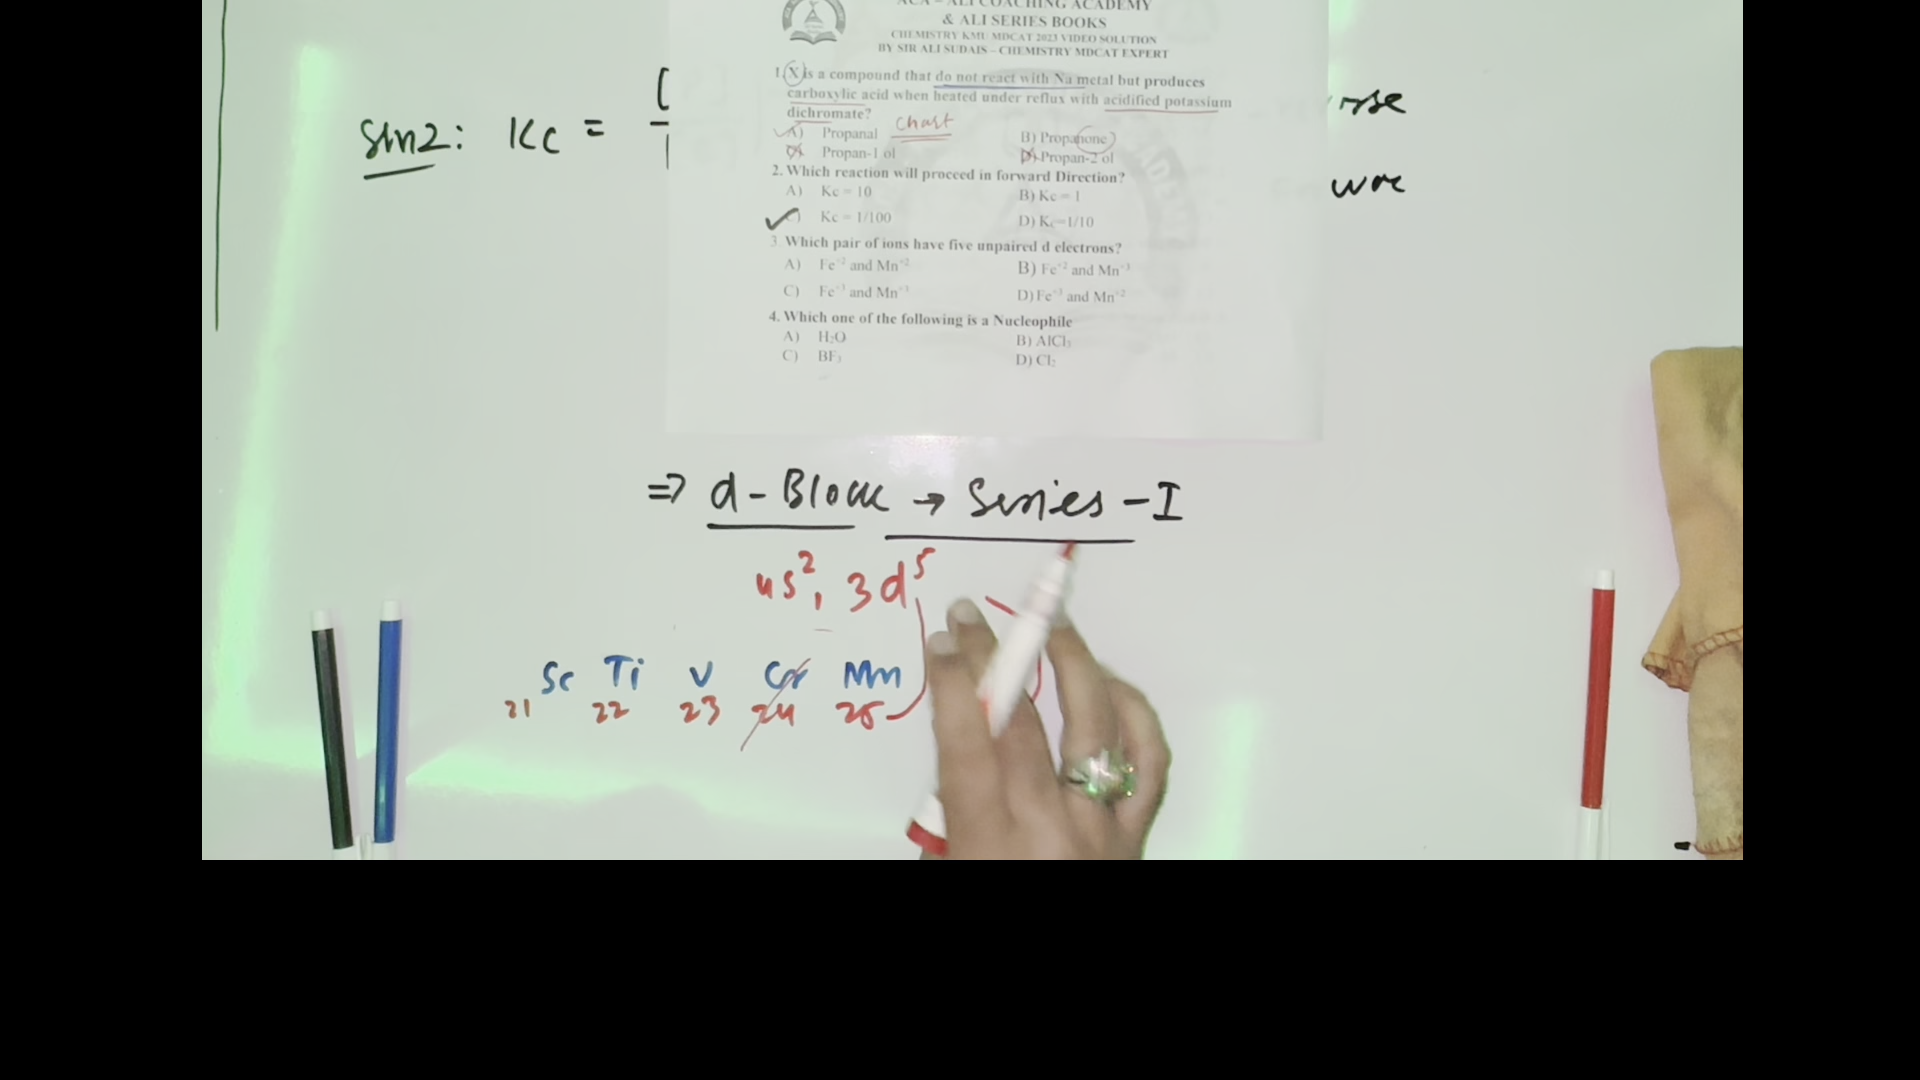 ACA – ALI COACHING ACADEMY
& ALI SERIES BOOKS
CHEMISTRY KMU MDCAT 2023 VIDEO SOLUTION
BY SIR ALI SUDAIS – CHEMISTRY MDCAT EXPERT
1. X is a compound that do not react with Na metal but produces
carboxylic acid when heated under reflux with acidified potassium
dichromate? chart
A) Propanal B) Propanone
Propan-1 ol D) Propan-2 ol
2. Which reaction will proceed in forward Direction?
A) Kc = 10 B) Kc = 1
C) Kc = 1/100 D) Kc=1/10
3. Which pair of ions have five unpaired d electrons?
A) Fe+2 and Mn+2 B) Fe+2 and Mn+3
C) Fe+3 and Mn+3 D) Fe+3 and Mn+2
4. Which one of the following is a Nucleophile
A) H2O B) AlCl3
C) BF3 D) Cl2
Sln2: Kc = [
⇒ d-Block → Series-I
4s², 3d⁵
Sc Ti V Cr Mn
21 22 23 24 25